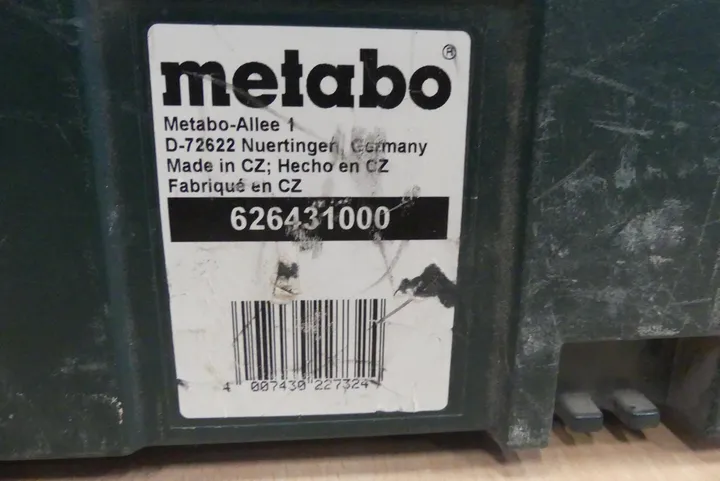 metabo®
Metabo-Allee 1
D-72622 Nuertingen, Germany
Made in CZ; Hecho en CZ
Fabriqué en CZ
626431000
4 007430 227324